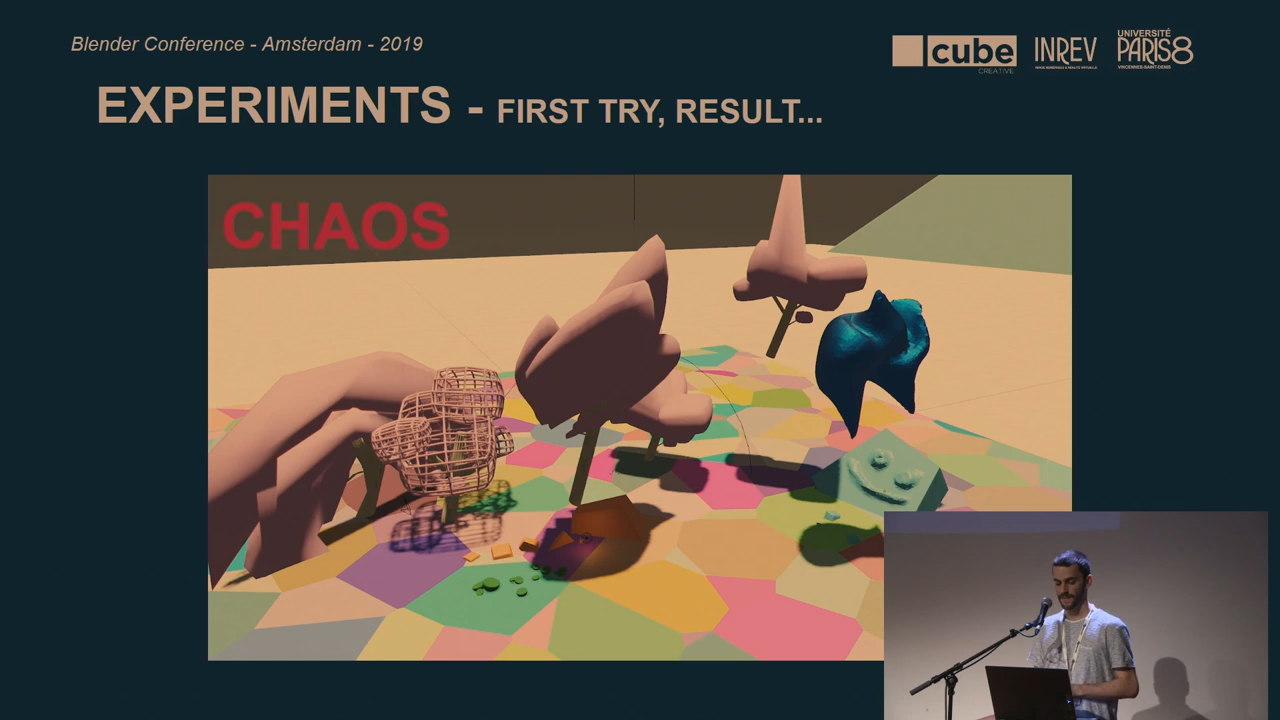 Blender Conference - Amsterdam - 2019
cube
CREATIVE
INREV
UNIVERSITÉ
PARIS8
VINCENNES-SAINT-DENIS
EXPERIMENTS - FIRST TRY, RESULT...
CHAOS